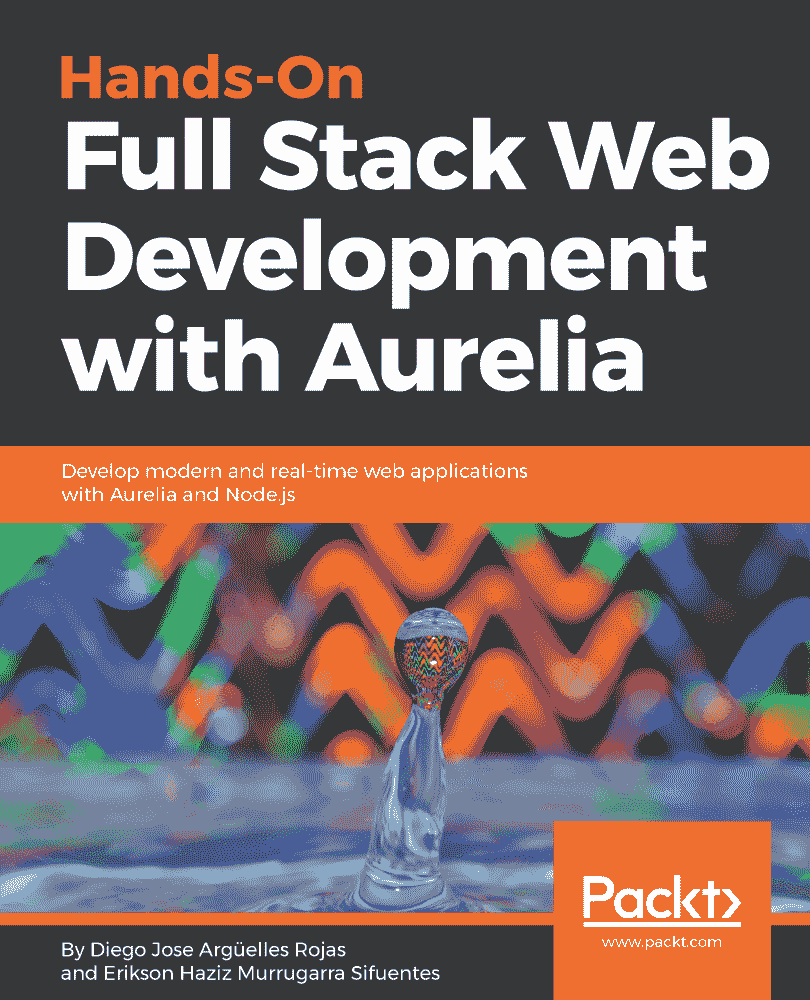 Hands-On
Full Stack Web
Development
with Aurelia
Develop modern and real-time web applications
with Aurelia and Node.js
Packt>
www.packt.com
By Diego Jose Argüelles Rojas
and Erikson Haziz Murrugarra Sifuentes